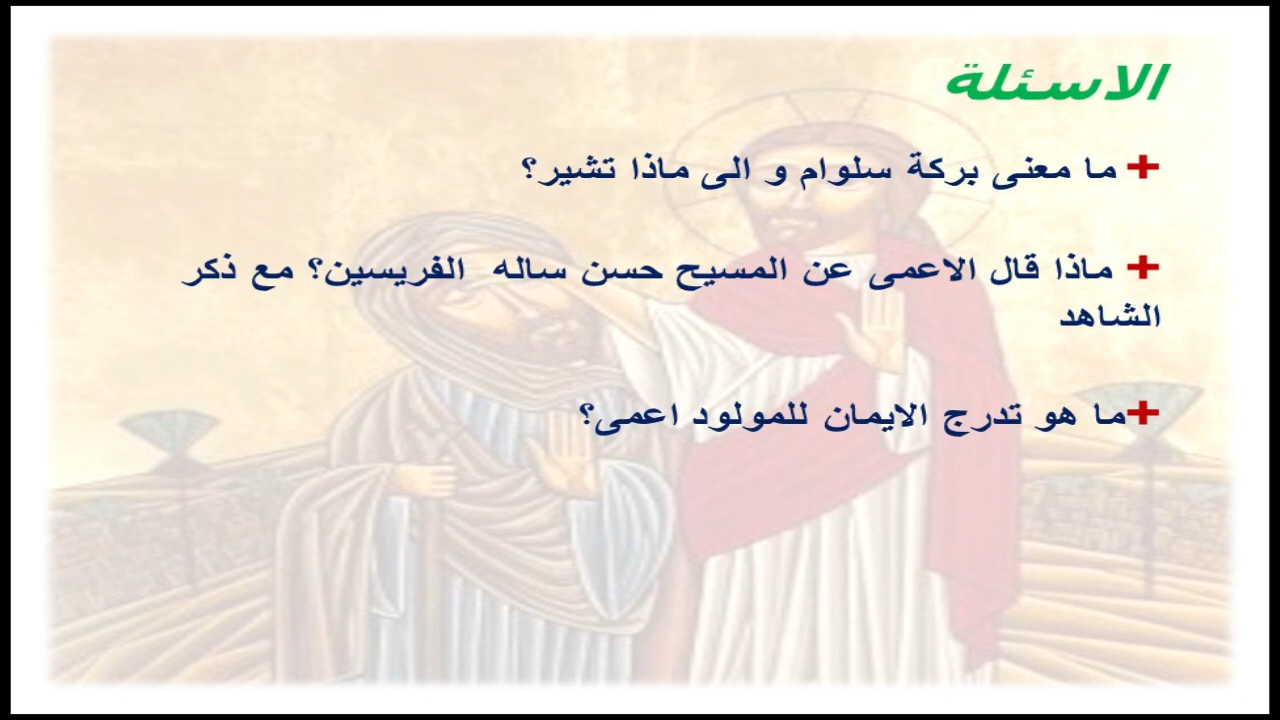 الاسئلة
✚ ما معنى بركة سلوام و الى ماذا تشير؟
✚ ماذا قال الاعمى عن المسيح حسن ساله الفريسين؟ مع ذكر
الشاهد
✚ما هو تدرج الايمان للمولود اعمى؟